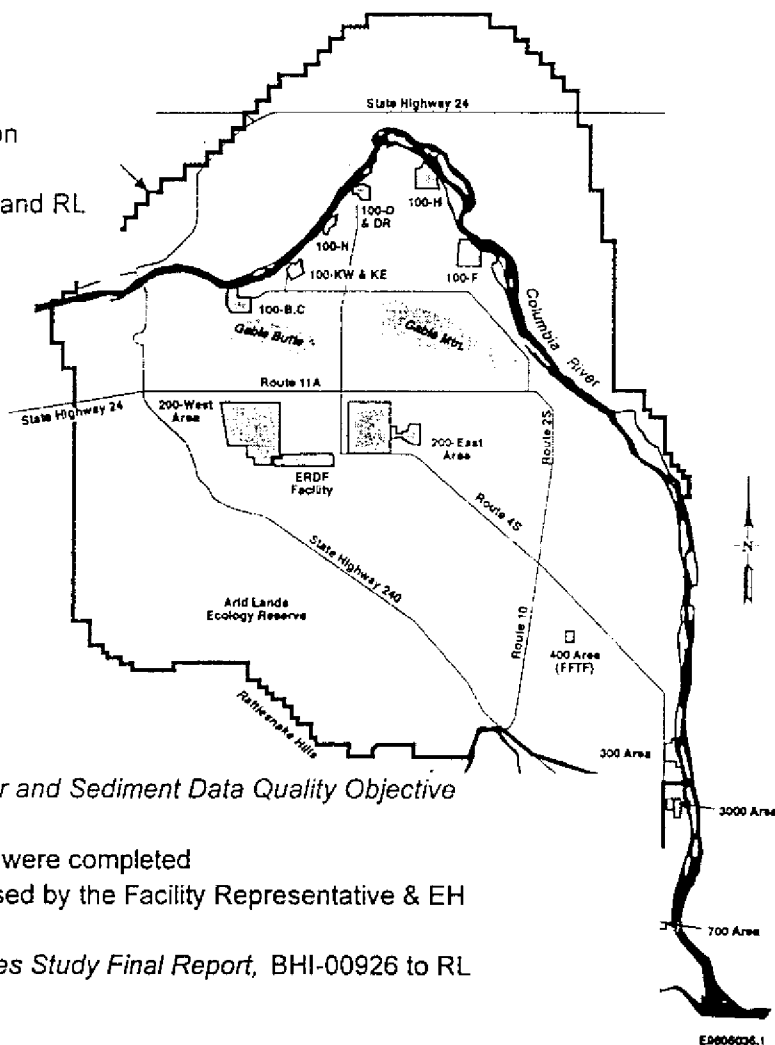 State Highway 24
on
and RL
100-D
& DR
100-H
100-N
100-F
100-KW & KE
100-B,C
Gable Butte
Gable Mtn.
Columbia River
Route 11A
State Highway 24
200-West
Area
200-East
Area
Route 2S
ERDF
Facility
Route 4S
N
State Highway 240
Arid Lands
Ecology Reserve
Route 10
400 Area
(FFTF)
Rattlesnake Hills
300 Area
r and Sediment Data Quality Objective
3000 Area
were completed
sed by the Facility Representative & EH
700 Area
es Study Final Report, BHI-00926 to RL
E9606036.1